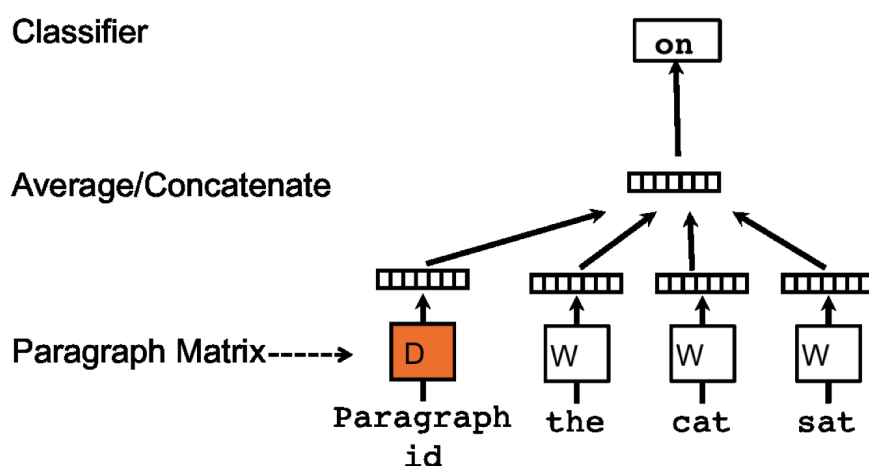 Classifier
on
Average/Concatenate
Paragraph Matrix
D
W
W
W
Paragraph
id
the
cat
sat